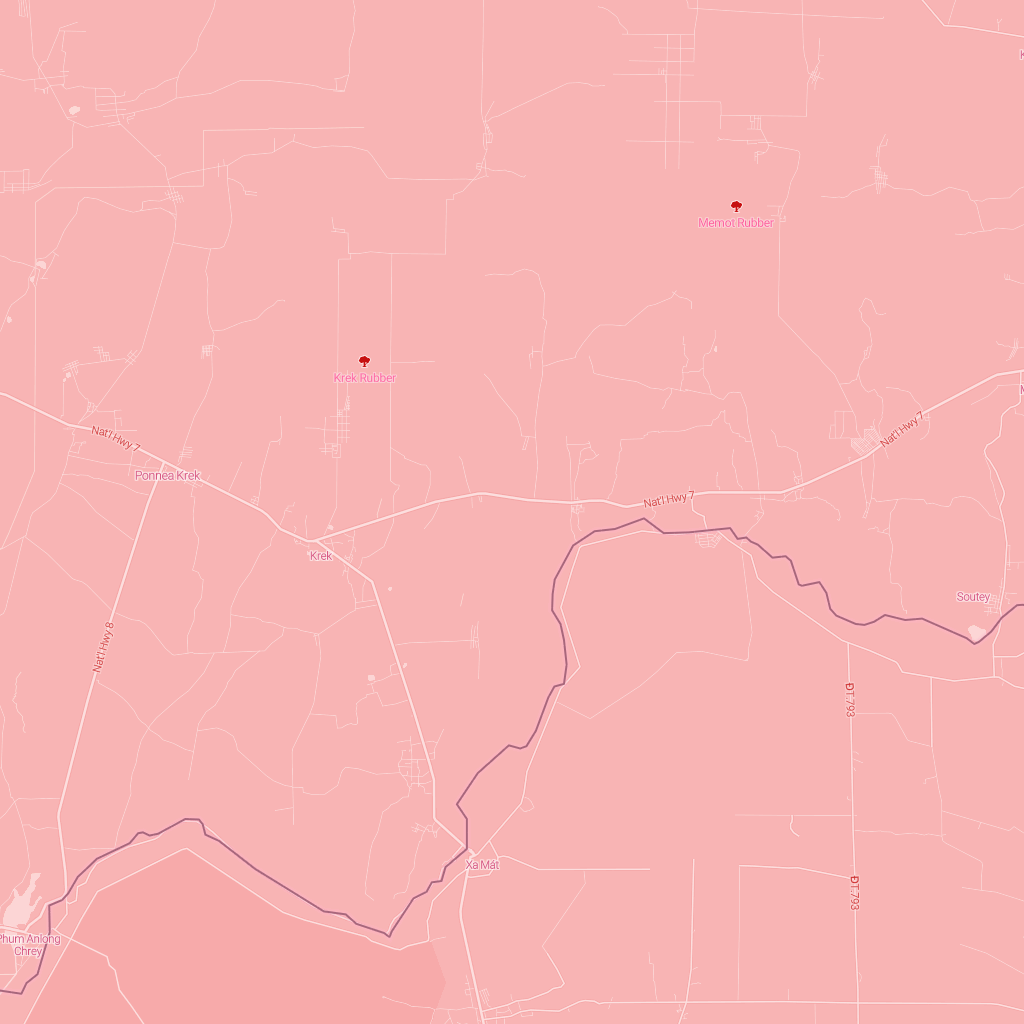 Memot Rubber
Krek Rubber
Nat'l Hwy 7
Nat'l Hwy 7
Ponnea Krek
Nat'l Hwy 7
Krek
Soutey
Nat'l Hwy 8
ĐT.793
Xa Mát
ĐT.793
Phum Anlong
Chrey